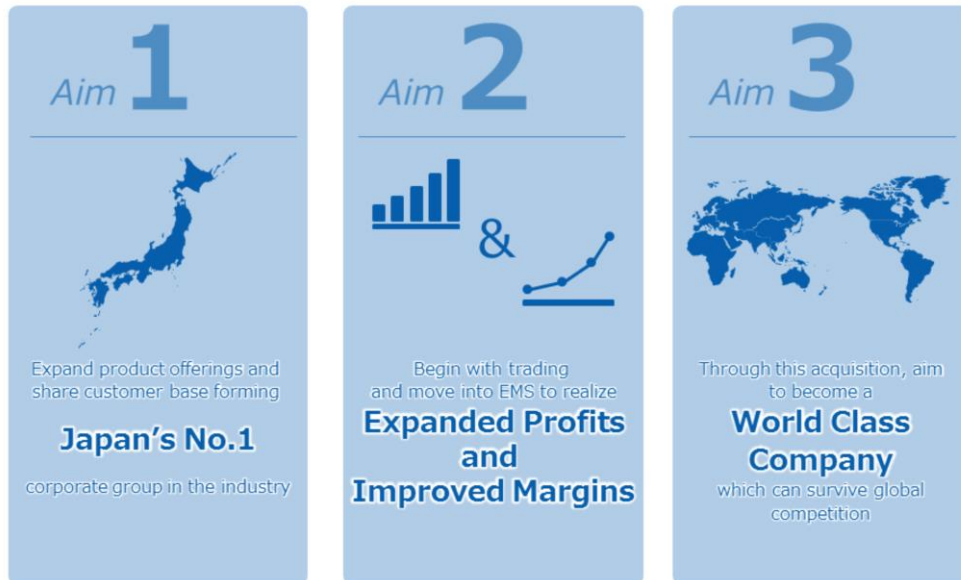 Aim 1
Expand product offerings and
share customer base forming
Japan's No.1
corporate group in the industry
Aim 2
&
Begin with trading
and move into EMS to realize
Expanded Profits
and
Improved Margins
Aim 3
Through this acquisition, aim
to become a
World Class
Company
which can survive global
competition